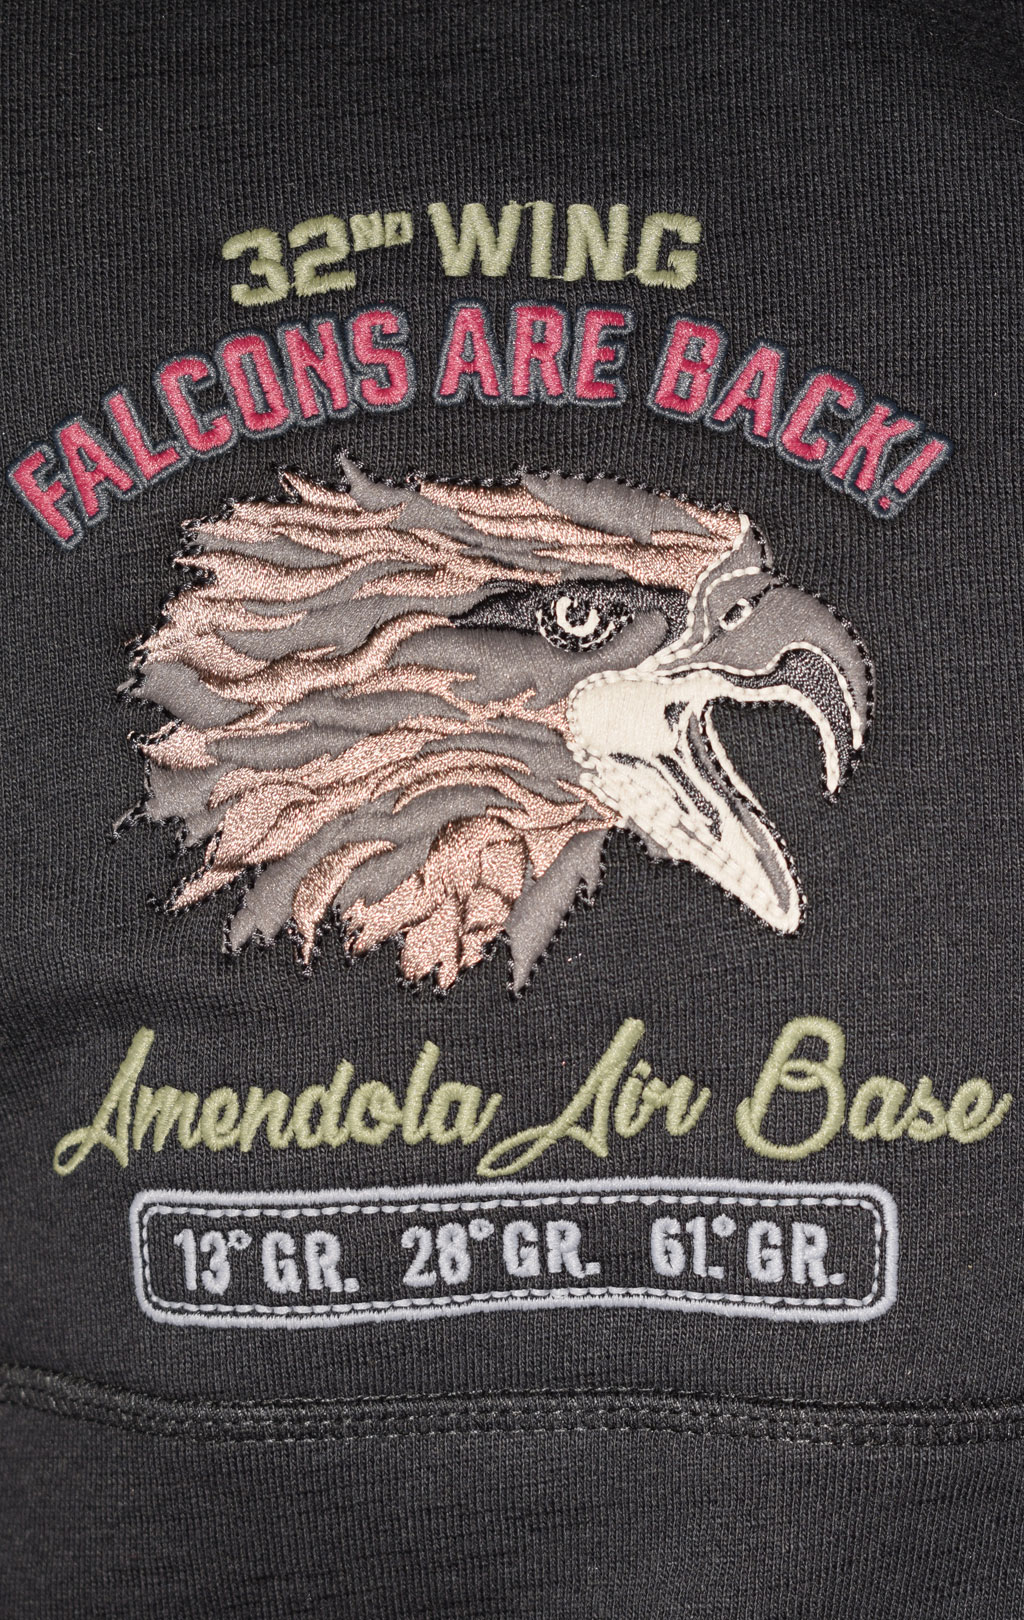 32ND WING
FALCONS ARE BACK!
Amendola Air Base
13° GR. 28° GR. 61.° GR.